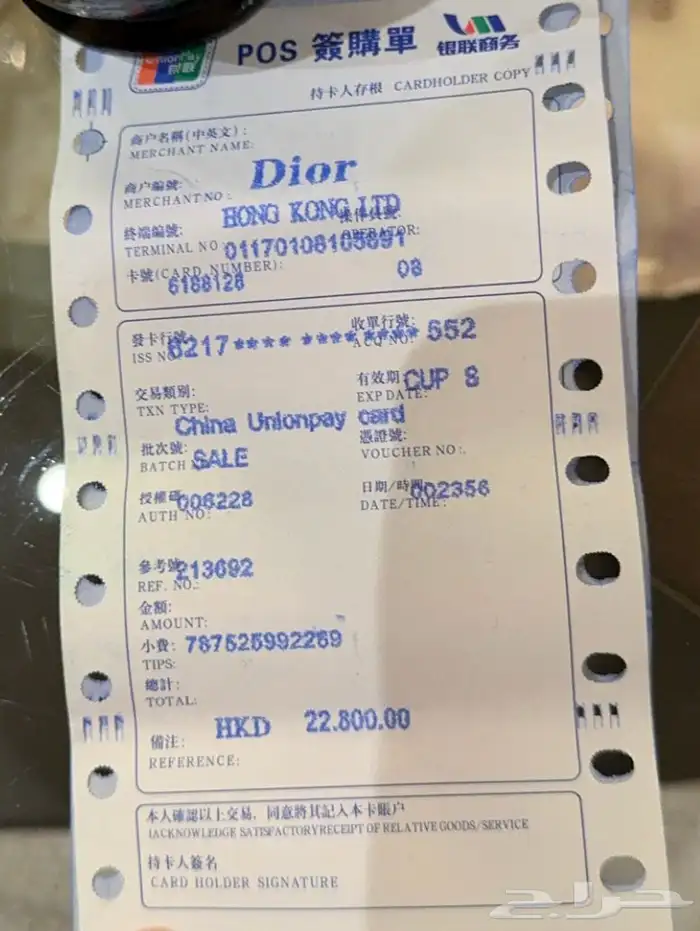 UnionPay
银联
POS 簽購單
银联商务
持卡人存根 CARDHOLDER COPY
商户名稱(中英文):
MERCHANT NAME:
Dior
商户編號:
MERCHANT NO:
HONG KONG LTD
終端編號:
操作員號:
TERMINAL NO
OPERATOR:
01170108105691
卡號(CARD NUMBER):
6188128
08
發卡行號
收單行號:
ISS NO
ACQ NO:
6217**** **** **** 552
交易類別:
有效期
TXN TYPE:
EXP DATE:
CUP 8
China Unionpay card
批次號:
憑證號:
BATCH
SALE
VOUCHER NO:
授權碼
日期/時間
AUTH NO:
006228
DATE/TIME:
002356
參考號
REF. NO.:
213692
金額:
AMOUNT:
小費: 787525992269
TIPS:
總計:
TOTAL:
HKD 22.800.00
備注:
REFERENCE:
本人確認以上交易, 同意將其記入本卡賬户
IACKNOWLEDGE SATISFACTORYRECEIPT OF RELATIVE GOODS/SERVICE
持卡人簽名
CARD HOLDER SIGNATURE
حراج